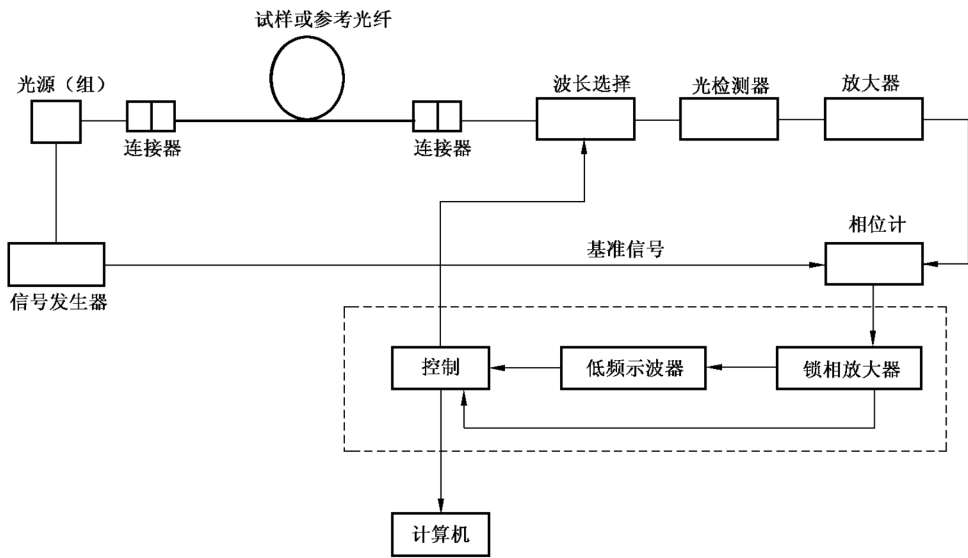 试样或参考光纤
光源（组）
波长选择
光检测器
放大器
连接器
连接器
相位计
基准信号
信号发生器
控制
低频示波器
锁相放大器
计算机